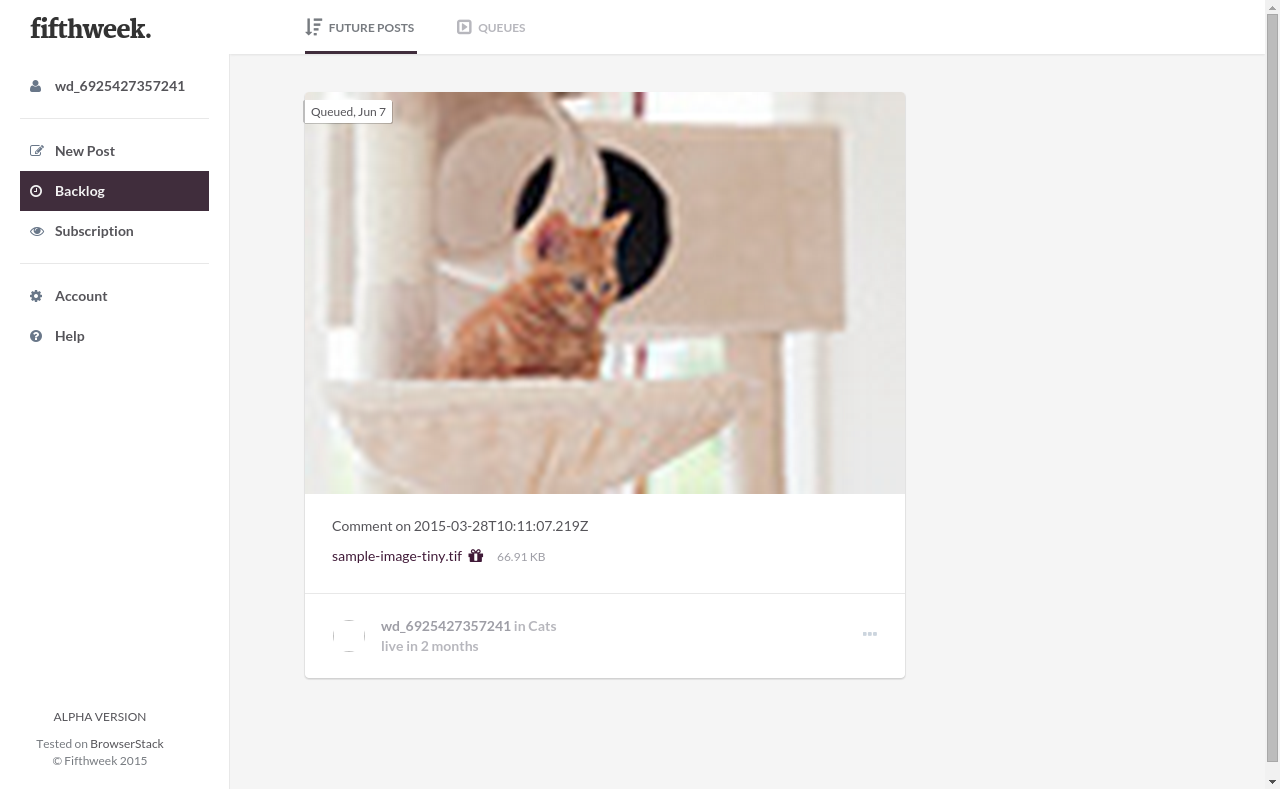 fifthweek.
FUTURE POSTS
QUEUES
wd_6925427357241
New Post
Backlog
Subscription
Account
Help
Queued, Jun 7
Comment on 2015-03-28T10:11:07.219Z
sample-image-tiny.tif 66.91 KB
wd_6925427357241 in Cats
live in 2 months
ALPHA VERSION
Tested on BrowserStack
© Fifthweek 2015